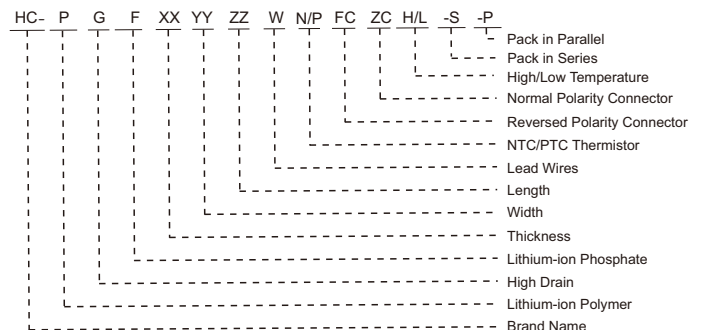 HC- P G F XX YY ZZ W N/P FC ZC H/L -S -P
Pack in Parallel
Pack in Series
High/Low Temperature
Normal Polarity Connector
Reversed Polarity Connector
NTC/PTC Thermistor
Lead Wires
Length
Width
Thickness
Lithium-ion Phosphate
High Drain
Lithium-ion Polymer
Brand Name